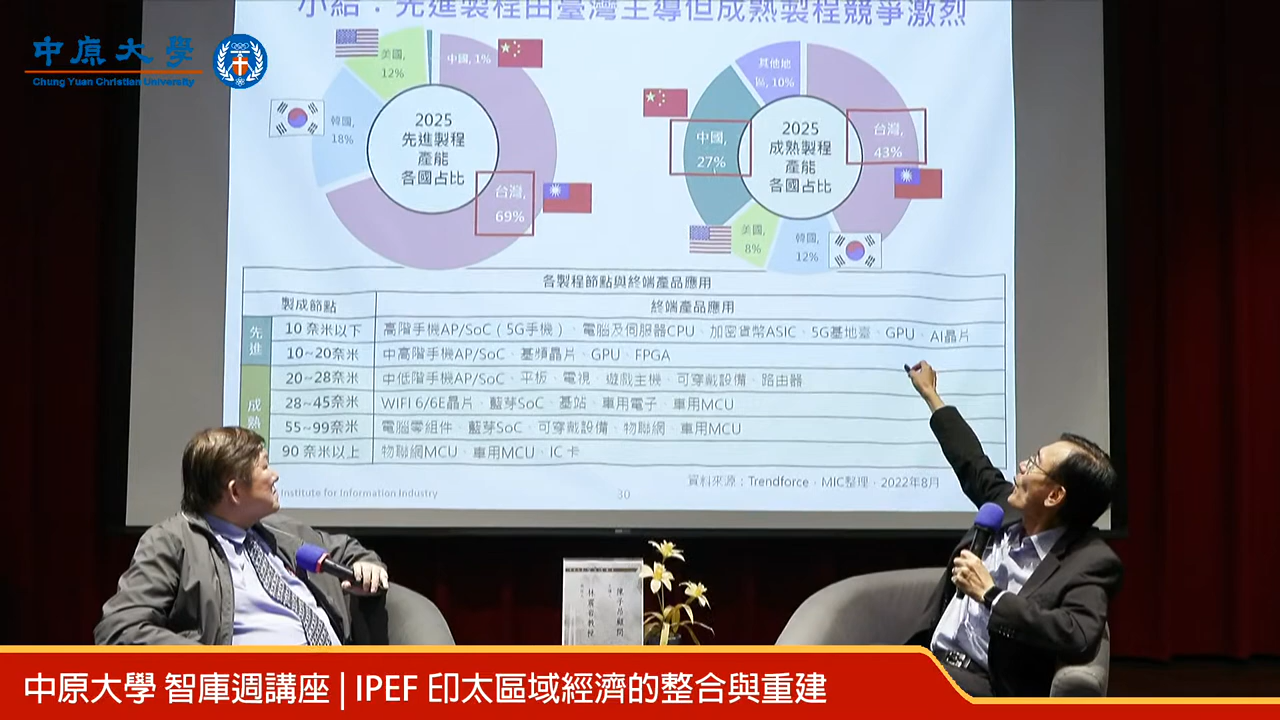 小結：先進製程由臺灣主導但成熟製程競爭激烈
中原大學
Chung Yuan Christian University
美國,
12%
中國, 1%
韓國,
18%
2025
先進製程
產能
各國占比
台灣,
69%
其他地
區, 10%
中國,
27%
2025
成熟製程
產能
各國占比
台灣,
43%
美國,
8%
韓國,
12%
各製程節點與終端產品應用
製成節點 終端產品應用
先進
10 奈米以下 高階手機AP/SoC（5G手機）、電腦及伺服器CPU、加密貨幣ASIC、5G基地臺、GPU、AI晶片
10~20奈米 中高階手機AP/SoC、基頻晶片、GPU、FPGA
成熟
20~28奈米 中低階手機AP/SoC、平板、電視、遊戲主機、可穿戴設備、路由器
28~45奈米 WIFI 6/6E晶片、藍芽SoC、基站、車用電子、車用MCU
55~99奈米 電腦零組件、藍芽SoC、可穿戴設備、物聯網、車用MCU
90 奈米以上 物聯網MCU、車用MCU、IC卡
資料來源：Trendforce、MIC整理，2022年8月
Institute for Information Industry
30
中原大學 智庫週講座 | IPEF 印太區域經濟的整合與重建